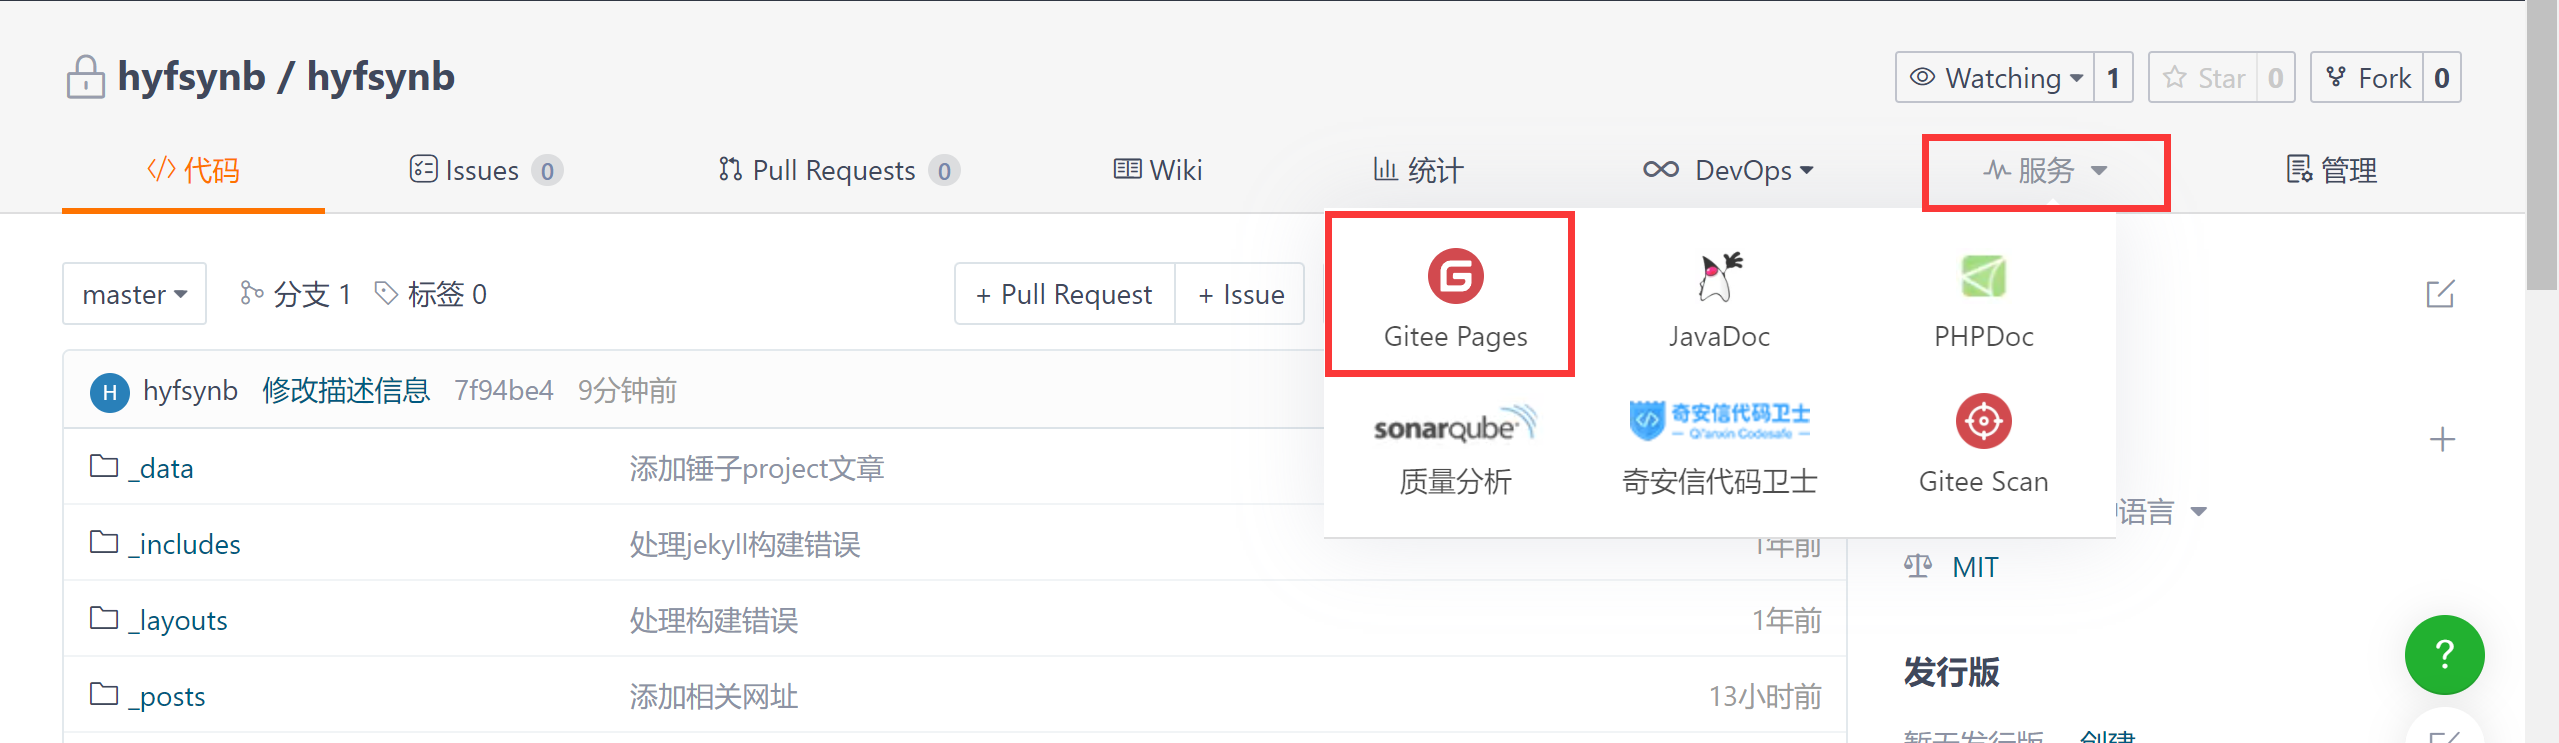 hyfsynb / hyfsynb
Watching 1 Star 0 Fork 0
代码 Issues 0 Pull Requests 0 Wiki 统计 DevOps 服务 管理
master 分支 1 标签 0 + Pull Request + Issue
Gitee Pages JavaDoc PHPDoc
hyfsynb 修改描述信息 7f94be4 9分钟前
sonarqube 奇安信代码卫士
Qi'anxin Codesafe
质量分析 奇安信代码卫士 Gitee Scan
_data 添加锤子project文章
语言
_includes 处理jekyll构建错误 1年前
MIT
_layouts 处理构建错误 1年前
发行版
_posts 添加相关网址 13小时前
暂无发行版 创建